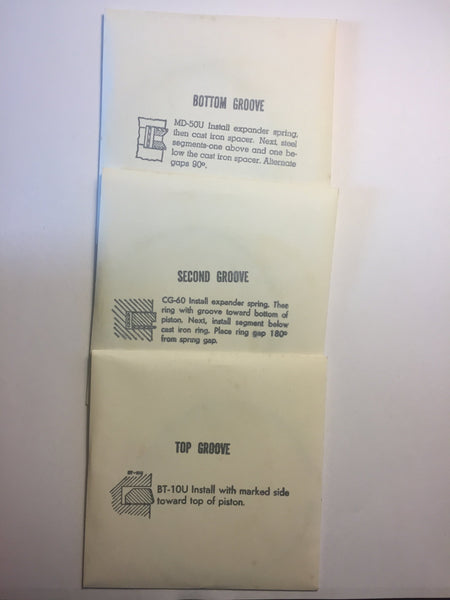 BOTTOM GROOVE
MD-50U Install expander spring,
then cast iron spacer. Next, steel
segments-one above and one be-
low the cast iron spacer. Alternate
gaps 90°.
SECOND GROOVE
CG-60 Install expander spring. Then
ring with groove toward bottom of
piston. Next, install segment below
cast iron ring. Place ring gap 180°
from spring gap.
TOP GROOVE
BT-10U Install with marked side
toward top of piston.